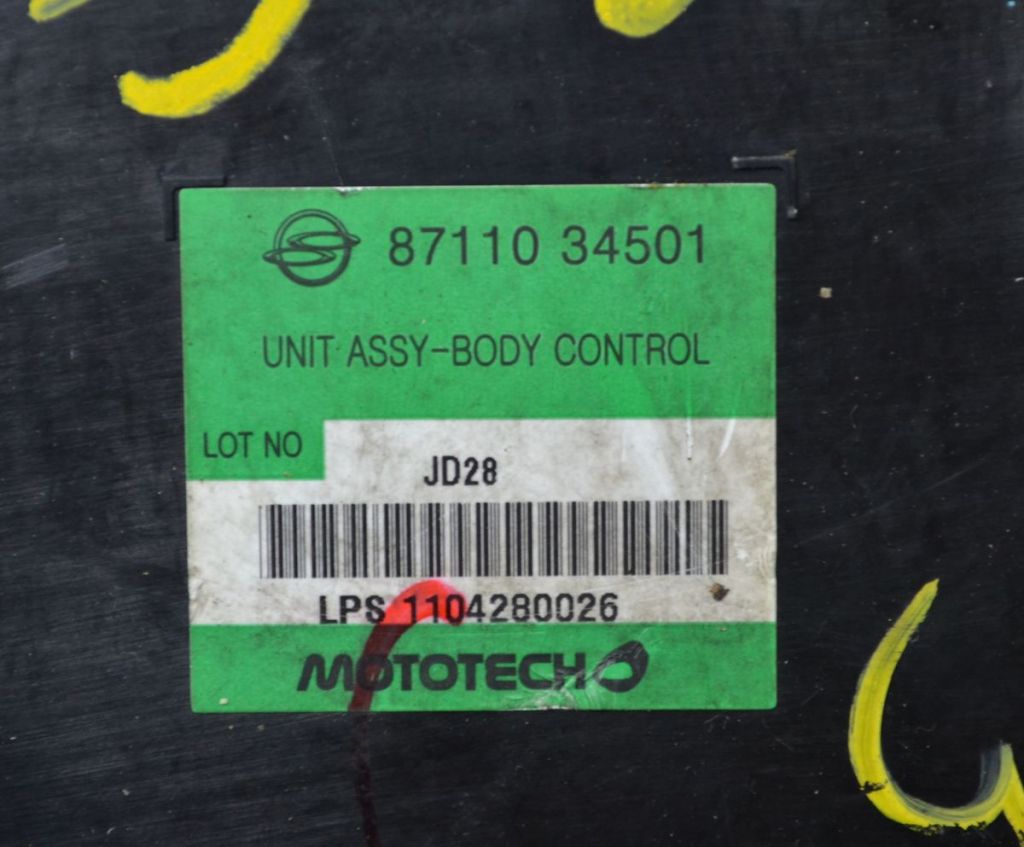 87110 34501
UNIT ASSY-BODY CONTROL
LOT NO
JD28
LPS 1104280026
MOTOTECH